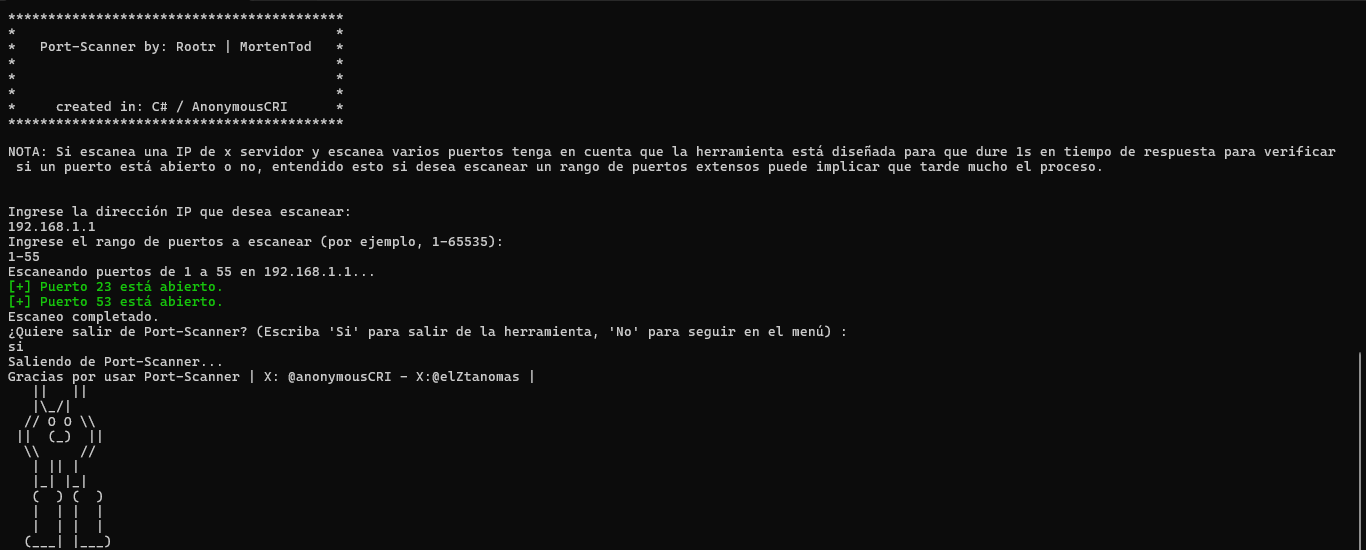 ******************************************
*                                        *
*   Port-Scanner by: Rootr | MortenTod   *
*                                        *
*                                        *
*                                        *
*     created in: C# / AnonymousCRI      *
******************************************
NOTA: Si escanea una IP de x servidor y escanea varios puertos tenga en cuenta que la herramienta está diseñada para que dure 1s en tiempo de respuesta para verificar
 si un puerto está abierto o no, entendido esto si desea escanear un rango de puertos extensos puede implicar que tarde mucho el proceso.
Ingrese la dirección IP que desea escanear:
192.168.1.1
Ingrese el rango de puertos a escanear (por ejemplo, 1-65535):
1-55
Escaneando puertos de 1 a 55 en 192.168.1.1...
[+] Puerto 23 está abierto.
[+] Puerto 53 está abierto.
Escaneo completado.
¿Quiere salir de Port-Scanner? (Escriba 'Si' para salir de la herramienta, 'No' para seguir en el menú) :
si
Saliendo de Port-Scanner...
Gracias por usar Port-Scanner | X: @anonymousCRI - X:@elZtanomas |
   ||   ||
   |\_/|
  // O O \\
 ||  (_)  ||
  \\     //
   | || |
   |_| |_|
   (  ) (  )
   |  | |  |
   |  | |  |
  (___| |___)